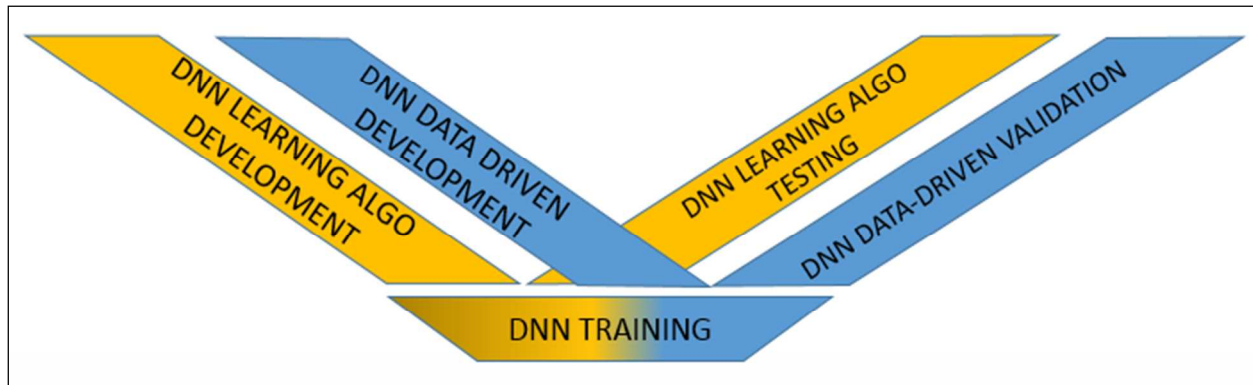 DNN LEARNING ALGO
DEVELOPMENT
DNN DATA DRIVEN
DEVELOPMENT
DNN LEARNING ALGO
TESTING
DNN DATA-DRIVEN VALIDATION
DNN TRAINING